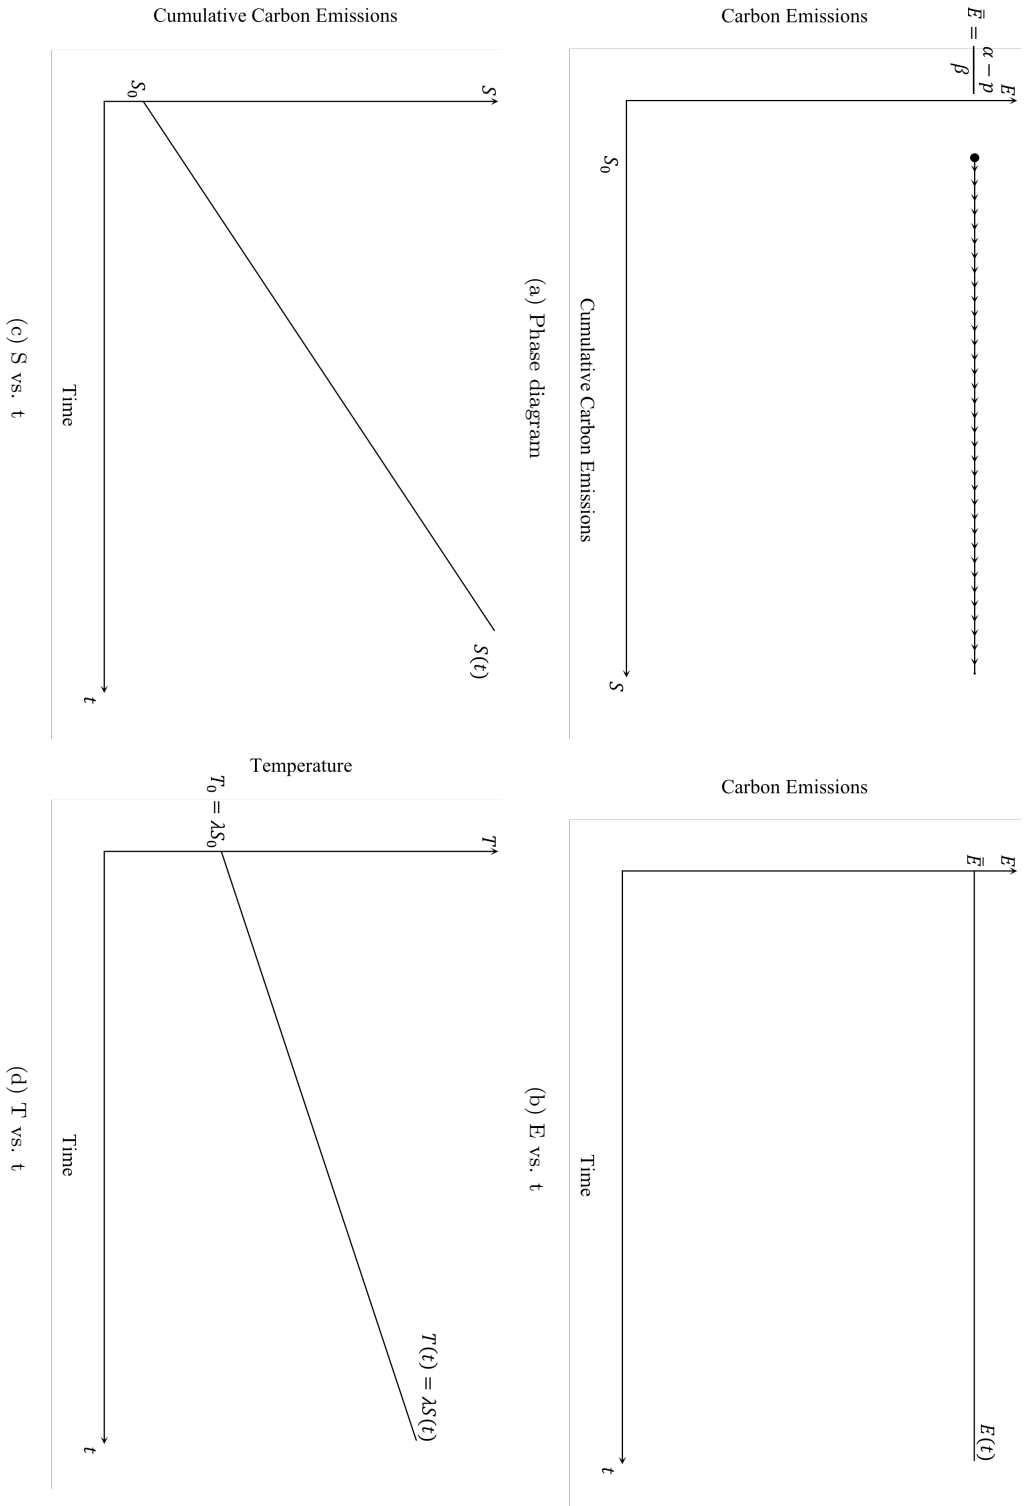 Carbon Emissions
E
Ē = α − p / β
S₀
S
Cumulative Carbon Emissions
(a) Phase diagram
Carbon Emissions
E
Ē
E(t)
t
Time
(b) E vs. t
Cumulative Carbon Emissions
S
S₀
S(t)
t
Time
(c) S vs. t
Temperature
T
T₀ = λS₀
T(t) = λS(t)
t
Time
(d) T vs. t